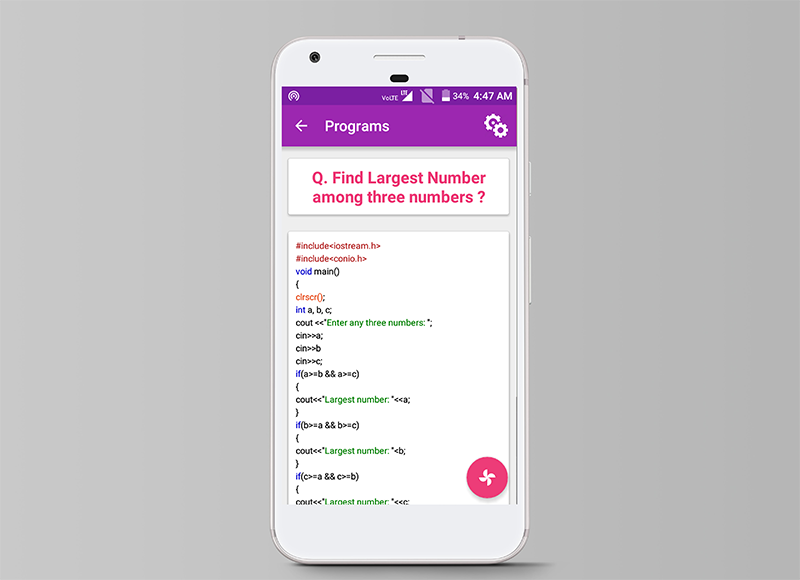 VoLTE LTE 34% 4:47 AM
Programs
Q. Find Largest Number
among three numbers ?
#include<iostream.h>
#include<conio.h>
void main()
{
clrscr();
int a, b, c;
cout <<"Enter any three numbers: ";
cin>>a;
cin>>b
cin>>c;
if(a>=b && a>=c)
{
cout<<"Largest number: "<<a;
}
if(b>=a && b>=c)
{
cout<<"Largest number: "<b;
}
if(c>=a && c>=b)
{
cout<<"Largest number: "<<c;